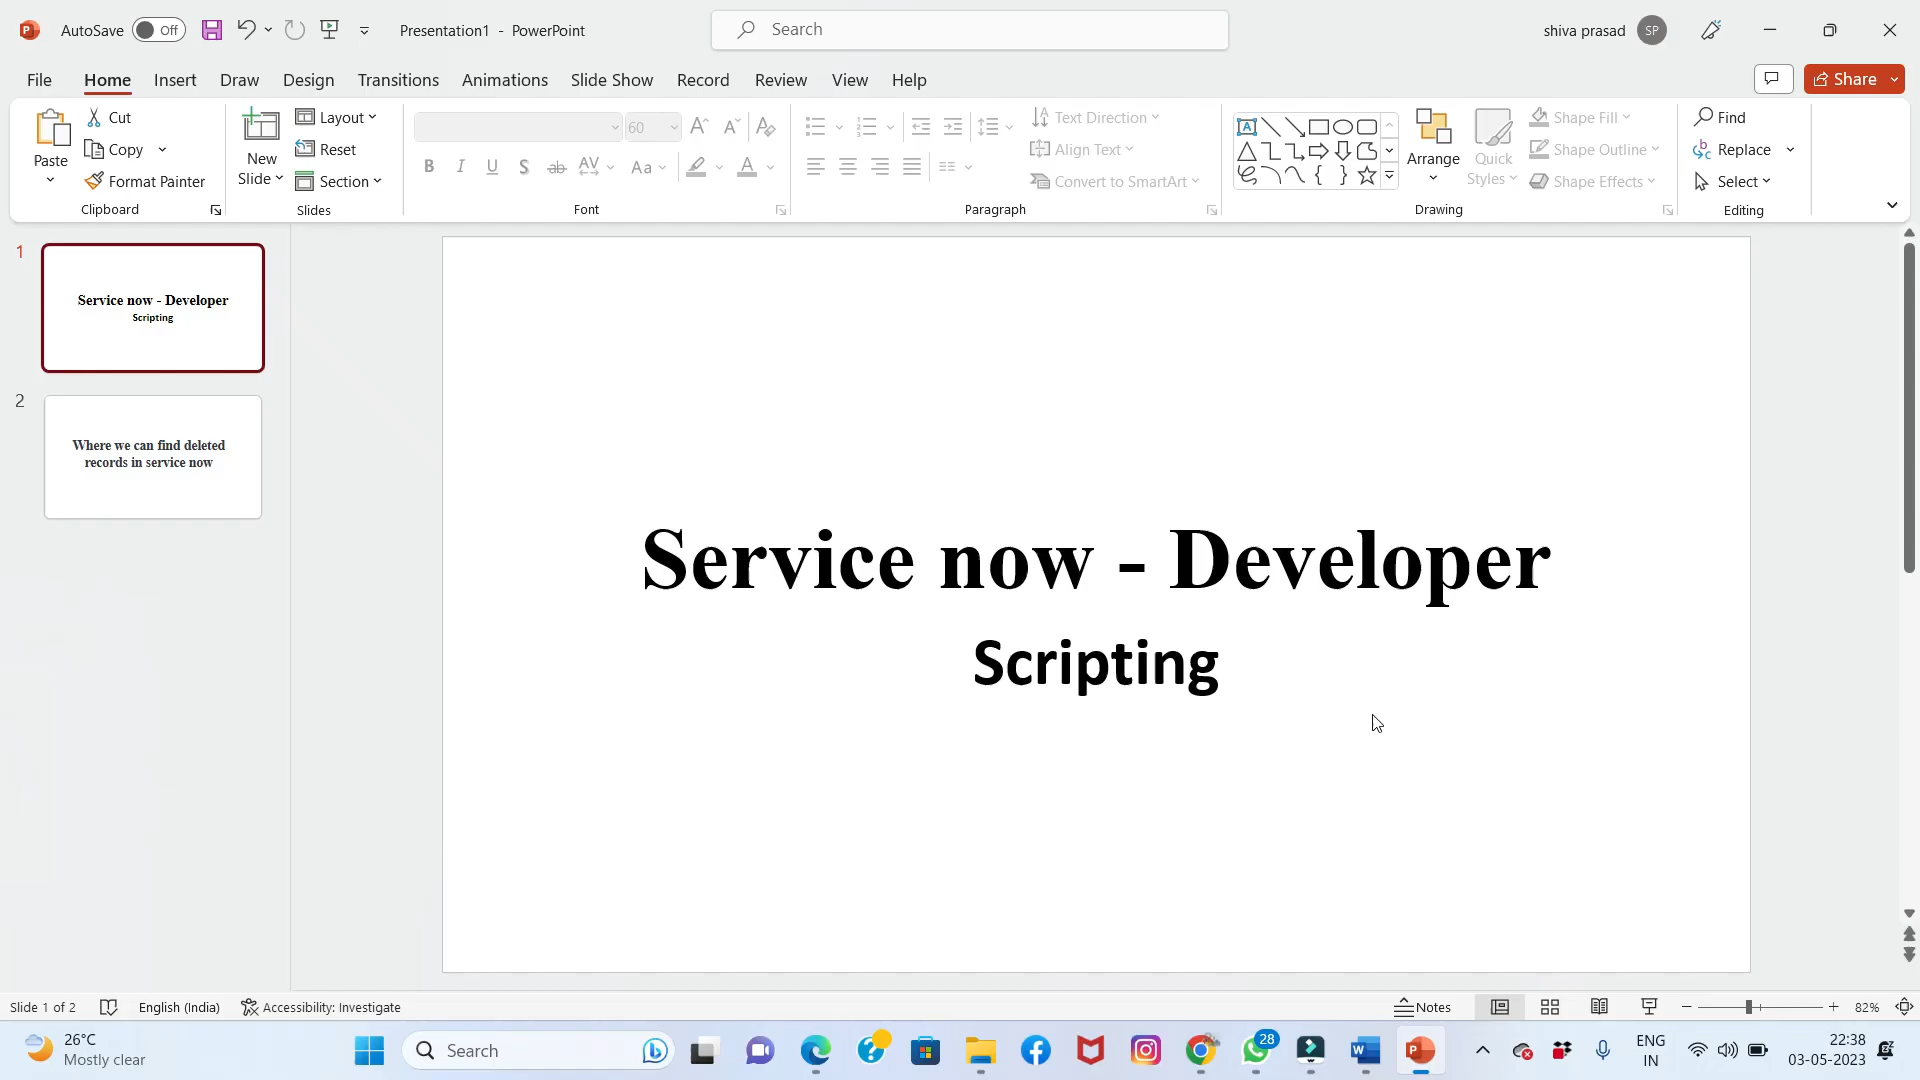 AutoSave Off Presentation1 - PowerPoint Search shiva prasad SP
File Home Insert Draw Design Transitions Animations Slide Show Record Review View Help Share
Paste Cut Copy Format Painter Clipboard
New Slide Layout Reset Section Slides
60
B I U S ab AV Aa A
Font
Paragraph
Text Direction
Align Text
Convert to SmartArt
Drawing
Arrange
Quick Styles
Shape Fill
Shape Outline
Shape Effects
Find
Replace
Select
Editing
1
Service now - Developer
Scripting
2
Where we can find deleted
records in service now
Service now - Developer
Scripting
Slide 1 of 2 English (India) Accessibility: Investigate Notes 82%
26°C
Mostly clear
Search
28
ENG
IN
22:38
03-05-2023